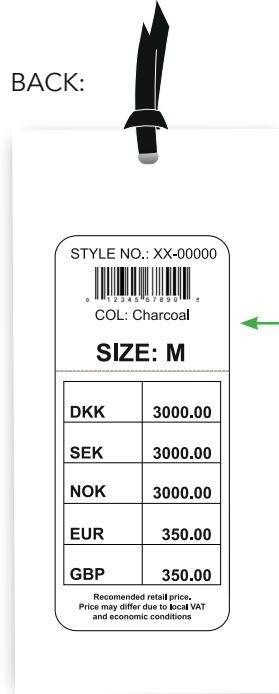 BACK:
STYLE NO.: XX-00000
0 12345 67890 5
COL: Charcoal
SIZE: M
DKK 3000.00
SEK 3000.00
NOK 3000.00
EUR 350.00
GBP 350.00
Recomended retail price.
Price may differ due to local VAT
and economic conditions